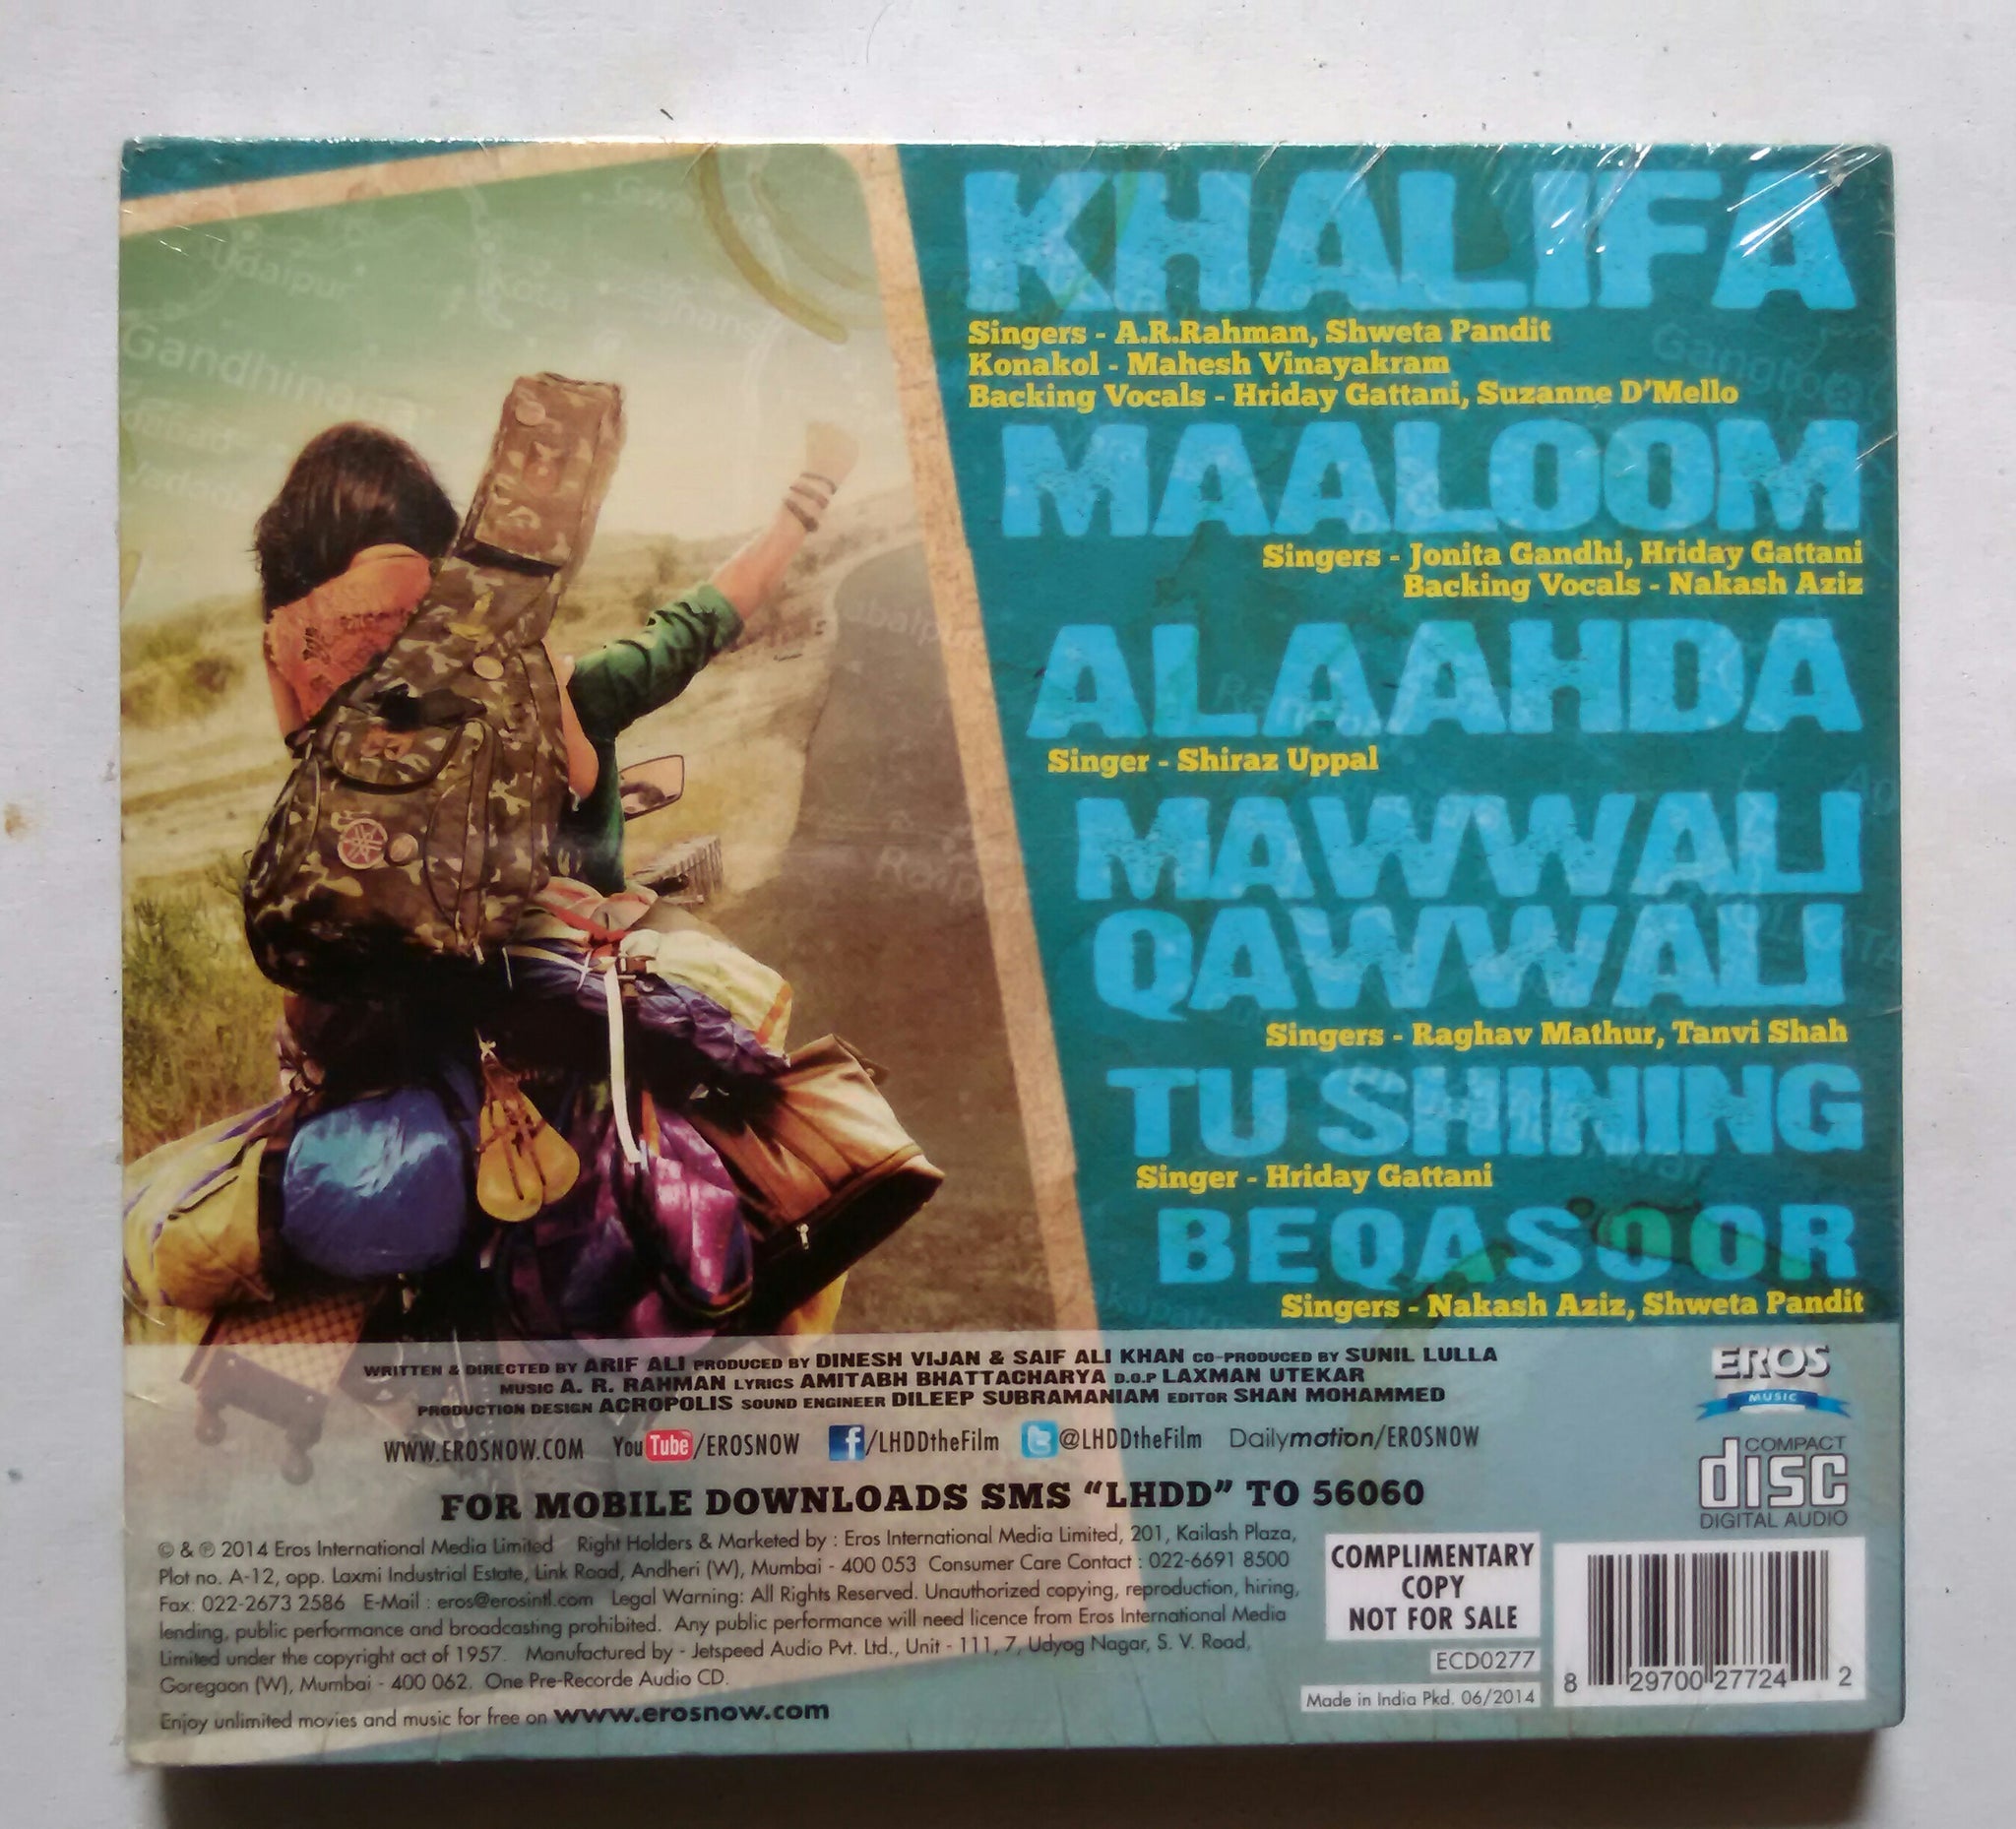 KHALIFA
Singers - A.R.Rahman, Shweta Pandit
Konakol - Mahesh Vinayakram
Backing Vocals - Hriday Gattani, Suzanne D'Mello
MAALOOM
Singers - Jonita Gandhi, Hriday Gattani
Backing Vocals - Nakash Aziz
ALAAHDA
Singer - Shiraz Uppal
MAWWALI
QAWWALI
Singers - Raghav Mathur, Tanvi Shah
TU SHINING
Singer - Hriday Gattani
BEQASOOR
Singers - Nakash Aziz, Shweta Pandit
Udaipur
Kota
Gandhinagar
Gangtok
Raipur
WRITTEN & DIRECTED BY ARIF ALI PRODUCED BY DINESH VIJAN & SAIF ALI KHAN CO-PRODUCED BY SUNIL LULLA
MUSIC A. R. RAHMAN LYRICS AMITABH BHATTACHARYA D.O.P LAXMAN UTEKAR
PRODUCTION DESIGN ACROPOLIS SOUND ENGINEER DILEEP SUBRAMANIAM EDITOR SHAN MOHAMMED
WWW.EROSNOW.COM YouTube/EROSNOW f/LHDDtheFilm @LHDDtheFilm Dailymotion/EROSNOW
FOR MOBILE DOWNLOADS SMS “LHDD” TO 56060
EROS
MUSIC
COMPACT
disc
DIGITAL AUDIO
© & ℗ 2014 Eros International Media Limited Right Holders & Marketed by : Eros International Media Limited, 201, Kailash Plaza,
Plot no. A-12, opp. Laxmi Industrial Estate, Link Road, Andheri (W), Mumbai - 400 053 Consumer Care Contact : 022-6691 8500
Fax: 022-2673 2586 E-Mail : eros@erosintl.com Legal Warning: All Rights Reserved. Unauthorized copying, reproduction, hiring,
lending, public performance and broadcasting prohibited. Any public performance will need licence from Eros International Media
Limited under the copyright act of 1957. Manufactured by - Jetspeed Audio Pvt. Ltd., Unit - 111, 7, Udyog Nagar, S. V. Road,
Goregaon (W), Mumbai - 400 062. One Pre-Recorde Audio CD.
Enjoy unlimited movies and music for free on www.erosnow.com
COMPLIMENTARY
COPY
NOT FOR SALE
ECD0277
Made in India Pkd. 06/2014
8 29700 27724 2